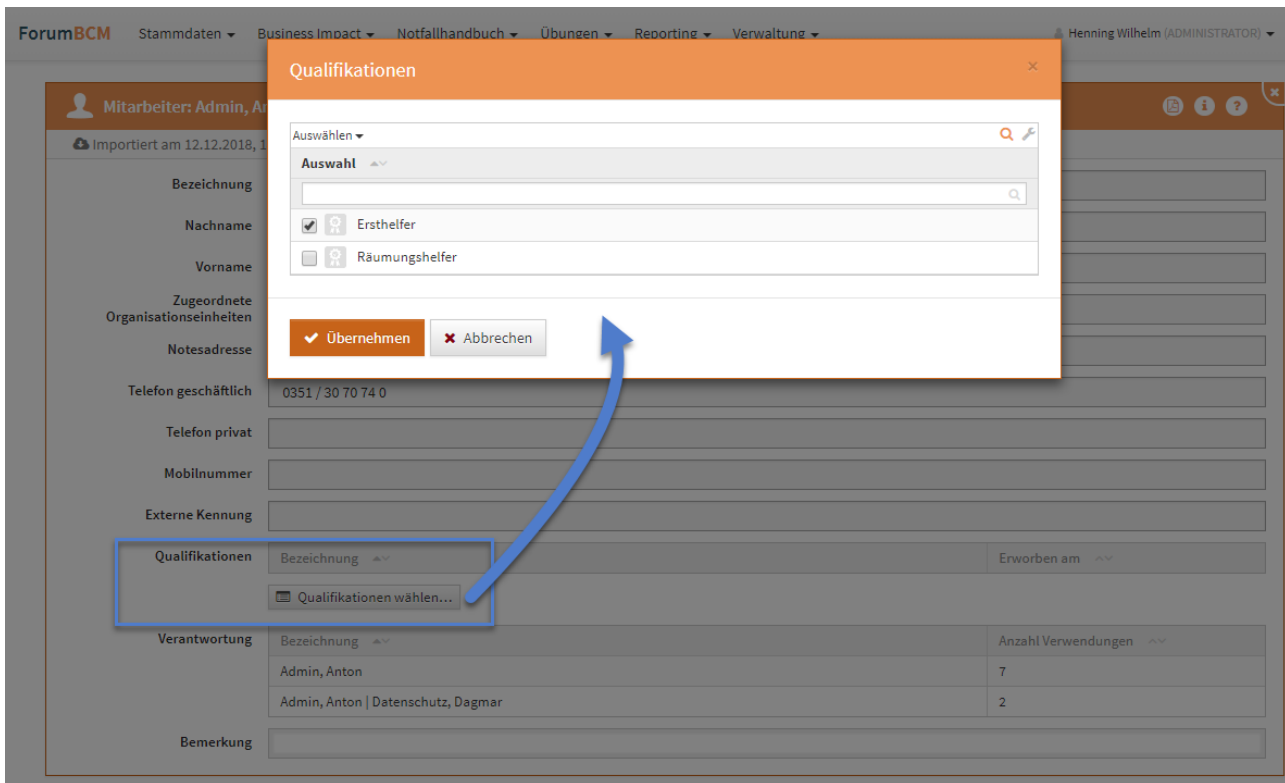 ForumBCM Stammdaten Business Impact Notfallhandbuch Übungen Reporting Verwaltung Henning Wilhelm (ADMINISTRATOR)
Qualifikationen
Mitarbeiter: Admin,
Importiert am 12.12.2018,
Auswählen
Auswahl
Bezeichnung
Nachname
Ersthelfer
Räumungshelfer
Vorname
Zugeordnete
Organisationseinheiten
Übernehmen Abbrechen
Notesadresse
Telefon geschäftlich 0351 / 30 70 74 0
Telefon privat
Mobilnummer
Externe Kennung
Qualifikationen Bezeichnung Erworben am
Qualifikationen wählen...
Verantwortung Bezeichnung Anzahl Verwendungen
Admin, Anton 7
Admin, Anton | Datenschutz, Dagmar 2
Bemerkung